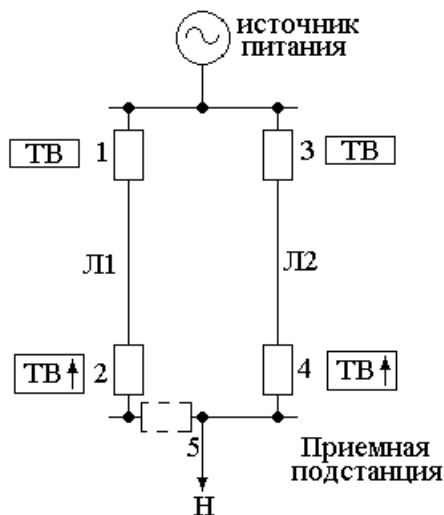 источник
питания
ТВ 1
3 ТВ
Л1
Л2
ТВ 2
4 ТВ
5
Приемная
подстанция
Н